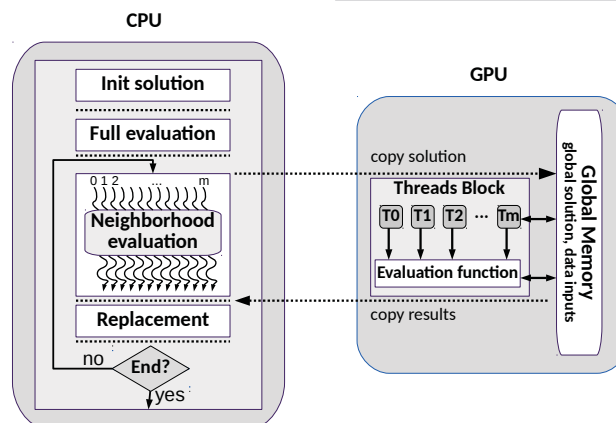 CPU
Init solution
Full evaluation
0 1 2 ... m
Neighborhood
evaluation
Replacement
no
End?
yes
GPU
copy solution
Threads Block
T0 T1 T2 ... Tm
Evaluation function
copy results
Global Memory
global solution, data inputs